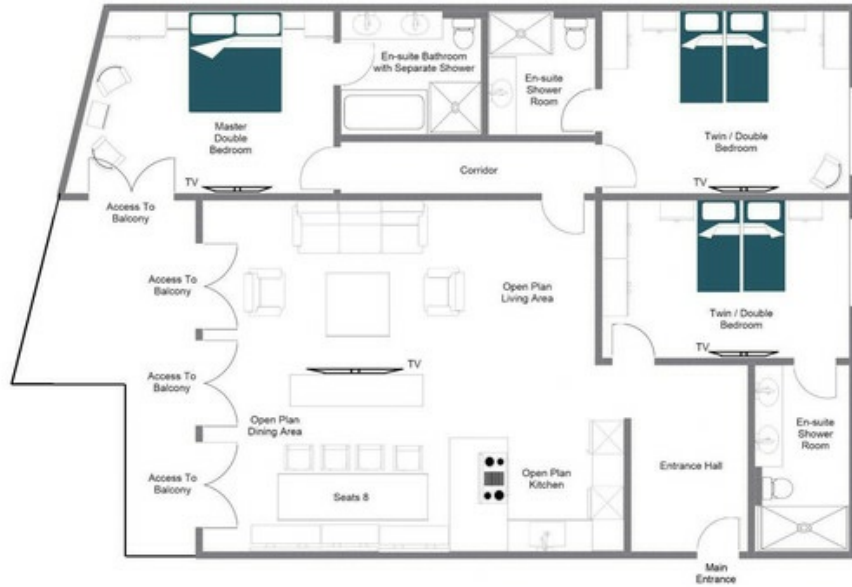 En-suite Bathroom
with Separate Shower
En-suite
Shower
Room
Master
Double
Bedroom
Twin / Double
Bedroom
Corridor
TV
TV
Access To
Balcony
Access To
Balcony
Open Plan
Living Area
Twin / Double
Bedroom
TV
TV
Access To
Balcony
Open Plan
Dining Area
En-suite
Shower
Room
Access To
Balcony
Seats 8
Open Plan
Kitchen
Entrance Hall
Main
Entrance